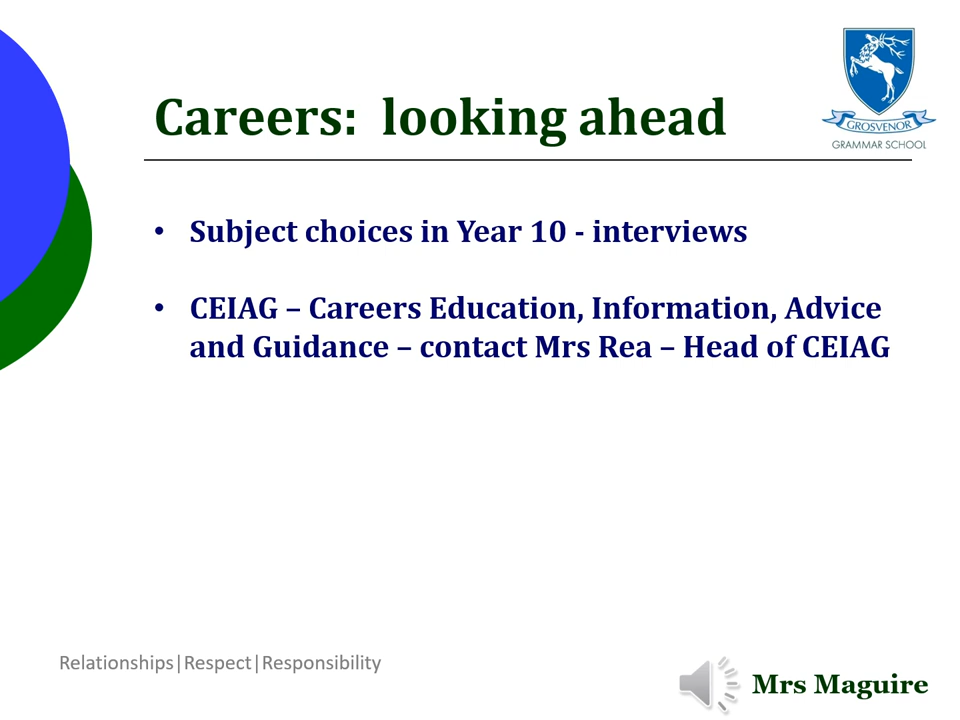 Careers: looking ahead
GROSVENOR
GRAMMAR SCHOOL
• Subject choices in Year 10 - interviews
• CEIAG – Careers Education, Information, Advice
and Guidance – contact Mrs Rea – Head of CEIAG
Relationships|Respect|Responsibility
Mrs Maguire